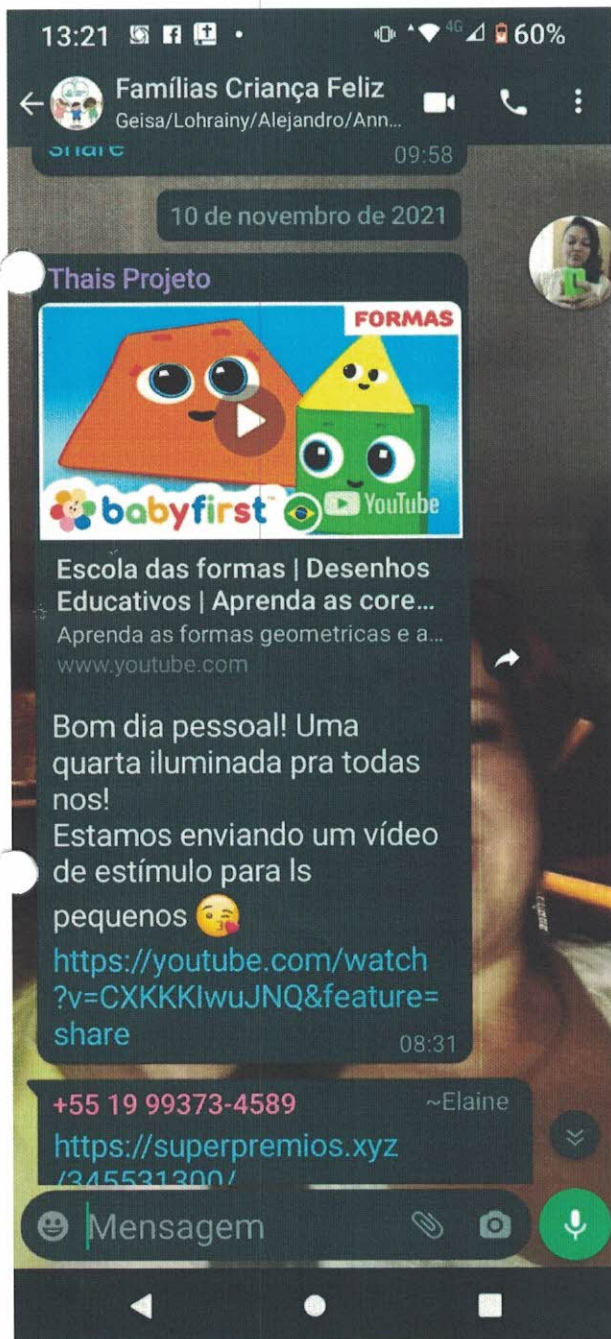 13:21
4G
60%
Famílias Criança Feliz
Geisa/Lohrainy/Alejandro/Ann...
share
09:58
10 de novembro de 2021
Thais Projeto
FORMAS
babyfirst
YouTube
Escola das formas | Desenhos
Educativos | Aprenda as core...
Aprenda as formas geometricas e a...
www.youtube.com
Bom dia pessoal! Uma
quarta iluminada pra todas
nos!
Estamos enviando um vídeo
de estímulo para ls
pequenos 😘
https://youtube.com/watch
?v=CXKKKIwuJNQ&feature=
share
08:31
+55 19 99373-4589
~Elaine
https://superpremios.xyz
/345531300/
Mensagem